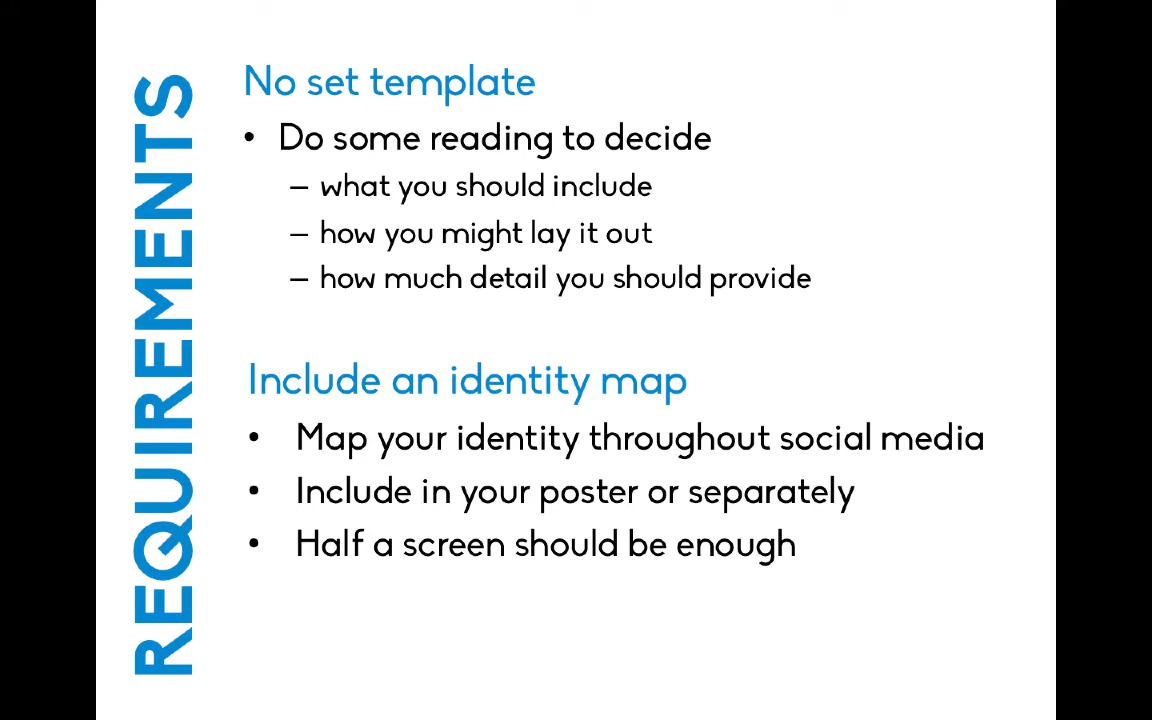 REQUIREMENTS
No set template
• Do some reading to decide
– what you should include
– how you might lay it out
– how much detail you should provide
Include an identity map
• Map your identity throughout social media
• Include in your poster or separately
• Half a screen should be enough